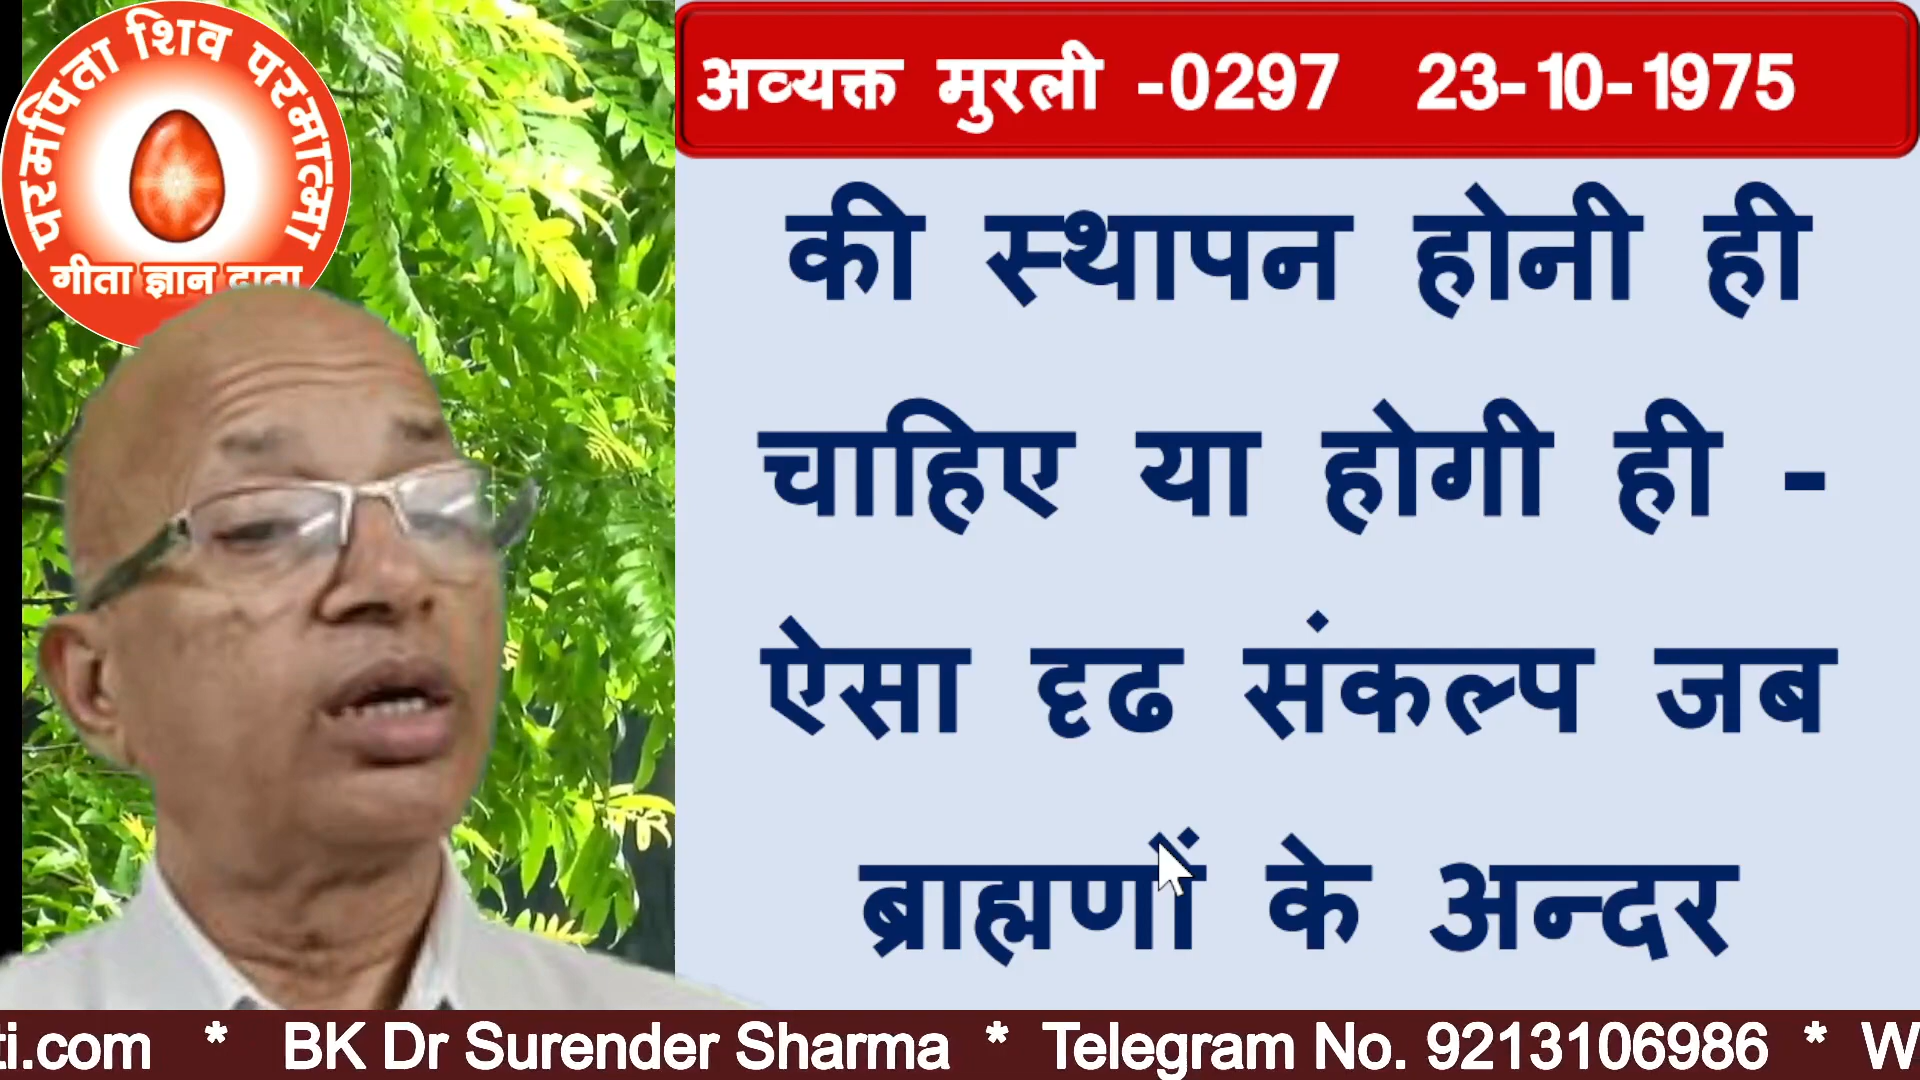 परमपिता शिव परमात्मा
गीता ज्ञान दाता
अव्यक्त मुरली -0297 23-10-1975
की स्थापन होनी ही
चाहिए या होगी ही -
ऐसा दृढ संकल्प जब
ब्राह्मणों के अन्दर
ti.com * BK Dr Surender Sharma * Telegram No. 9213106986 * W